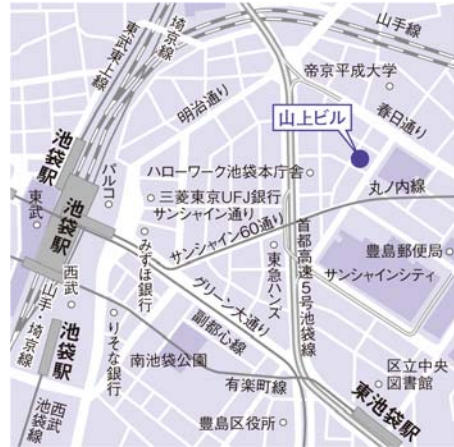 山手線
埼京線
東武東上線
帝京平成大学
明治通り
春日通り
山上ビル
池袋駅
パルコ
ハローワーク池袋本庁舎
丸ノ内線
三菱東京UFJ銀行
サンシャイン通り
サンシャイン60通り
東武
池袋駅
みずほ銀行
東急ハンズ
首都高速5号池袋線
豊島郵便局
サンシャインシティ
西武
グリーン大通り
副都心線
山手・埼京線
池袋駅
りそな銀行
南池袋公園
有楽町線
区立中央
図書館
東池袋駅
西武
池袋線
豊島区役所